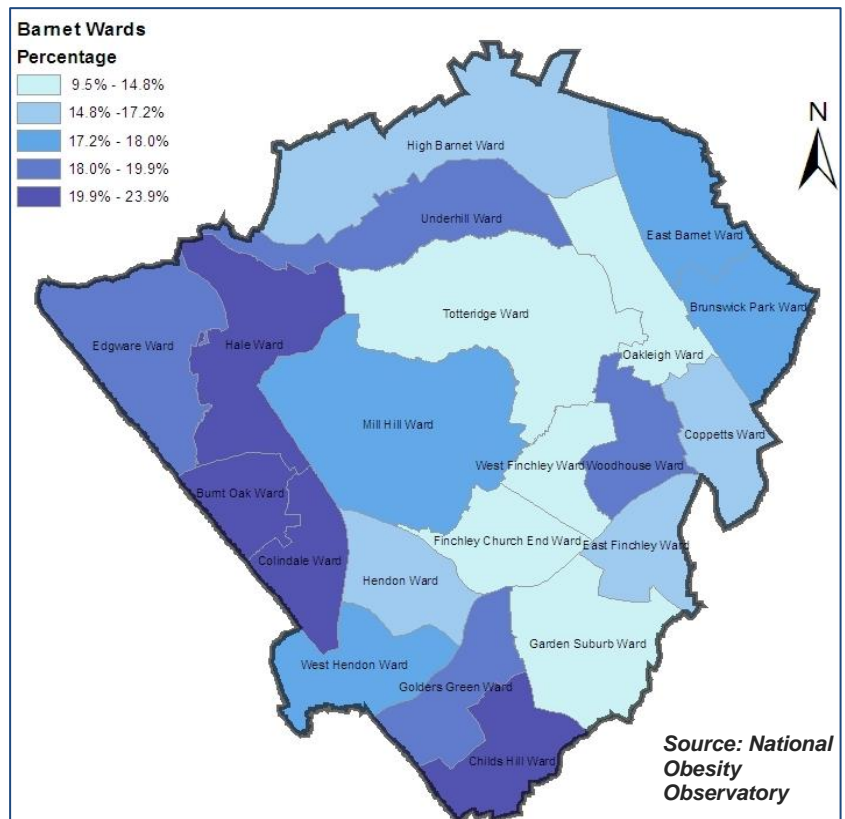 Barnet Wards
Percentage
9.5% - 14.8%
14.8% -17.2%
17.2% - 18.0%
18.0% - 19.9%
19.9% - 23.9%
N
High Barnet Ward
Underhill Ward
East Barnet Ward
Brunswick Park Ward
Totteridge Ward
Edgware Ward
Hale Ward
Oakleigh Ward
Mill Hill Ward
Coppetts Ward
West Finchley Ward
Woodhouse Ward
Burnt Oak Ward
Finchley Church End Ward
East Finchley Ward
Colindale Ward
Hendon Ward
Garden Suburb Ward
West Hendon Ward
Golders Green Ward
Childs Hill Ward
Source: National
Obesity
Observatory